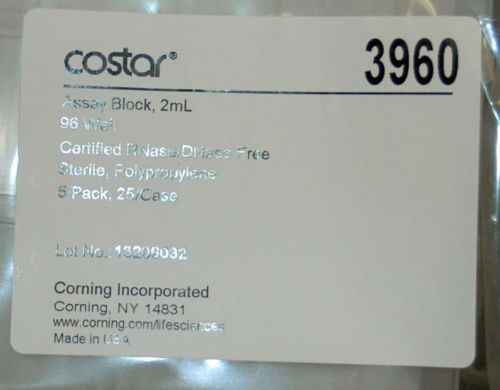 costar® 3960
Assay Block, 2mL
96 Well
Certified RNase/DNase Free
Sterile, Polypropylene
5/Pack, 25/Case
Lot No.: 13206032
Corning Incorporated
Corning, NY 14831
www.corning.com/lifesciences
Made in USA